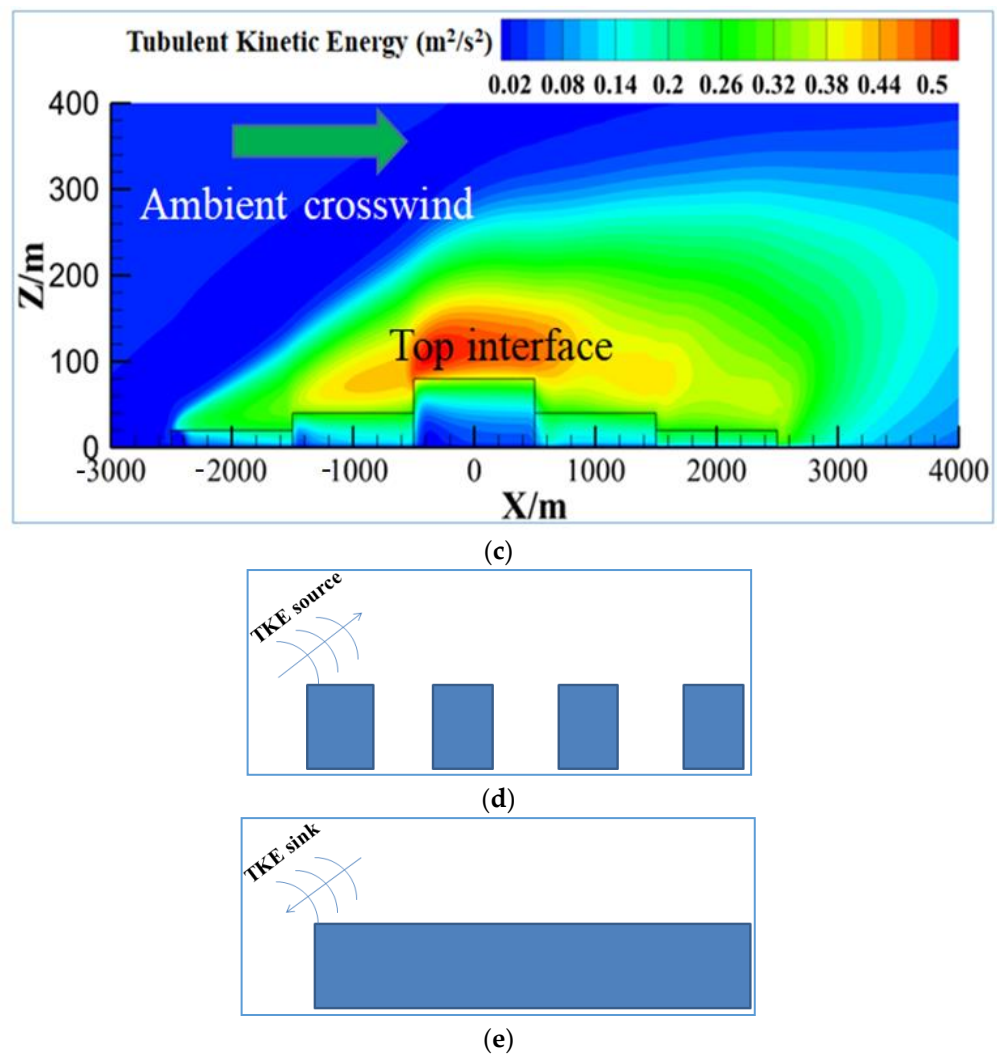 Tubulent Kinetic Energy (m²/s²)
0.02 0.08 0.14 0.2 0.26 0.32 0.38 0.44 0.5
400
300
200
100
0
Z/m
Ambient crosswind
Top interface
-3000 -2000 -1000 0 1000 2000 3000 4000
X/m
(c)
TKE source
(d)
TKE sink
(e)